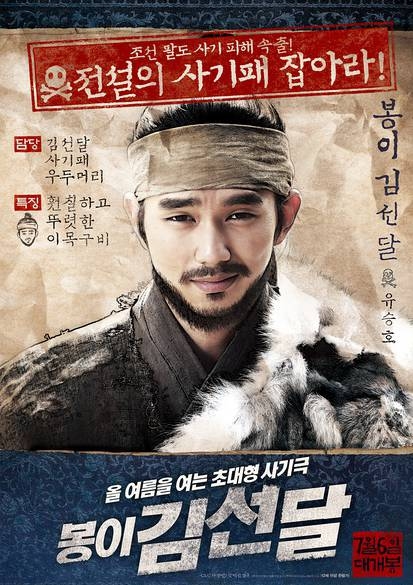 조선 팔도 사기 피해 속출!
전설의 사기패 잡아라!
담당 김선달
사기패
우두머리
특징 훤칠하고
뚜렷한
이목구비
봉이 김선달
유승호
올 여름을 여는 초대형 사기극
봉이 김선달
7월 6일
대개봉